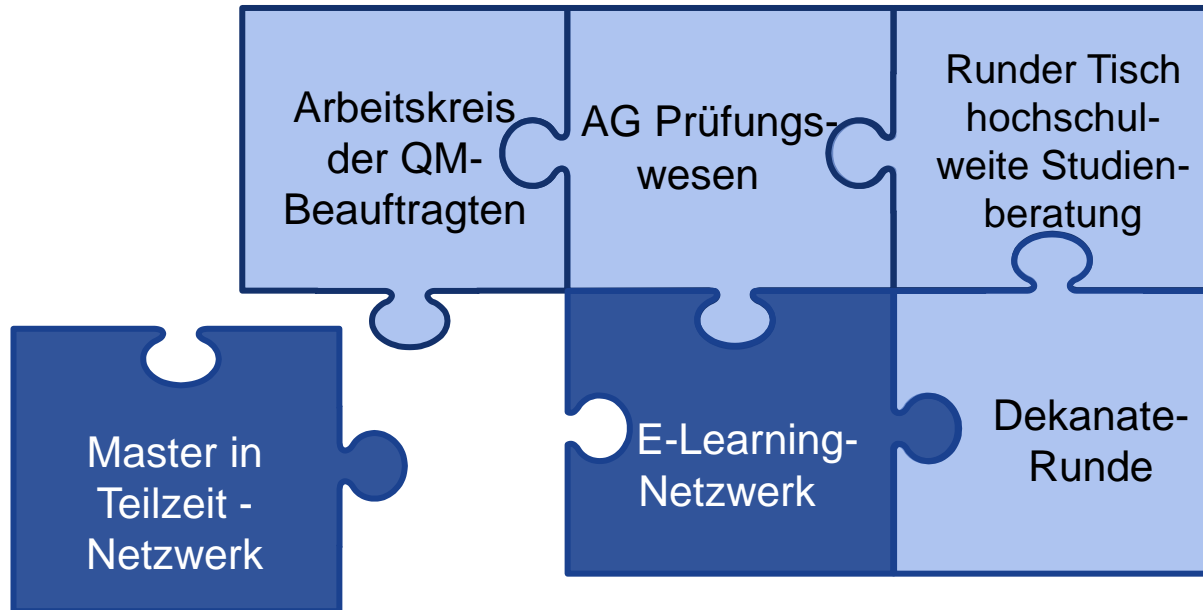 Arbeitskreis
der QM-
Beauftragten
AG Prüfungs-
wesen
Runder Tisch
hochschul-
weite Studien-
beratung
Master in
Teilzeit -
Netzwerk
E-Learning-
Netzwerk
Dekanate-
Runde